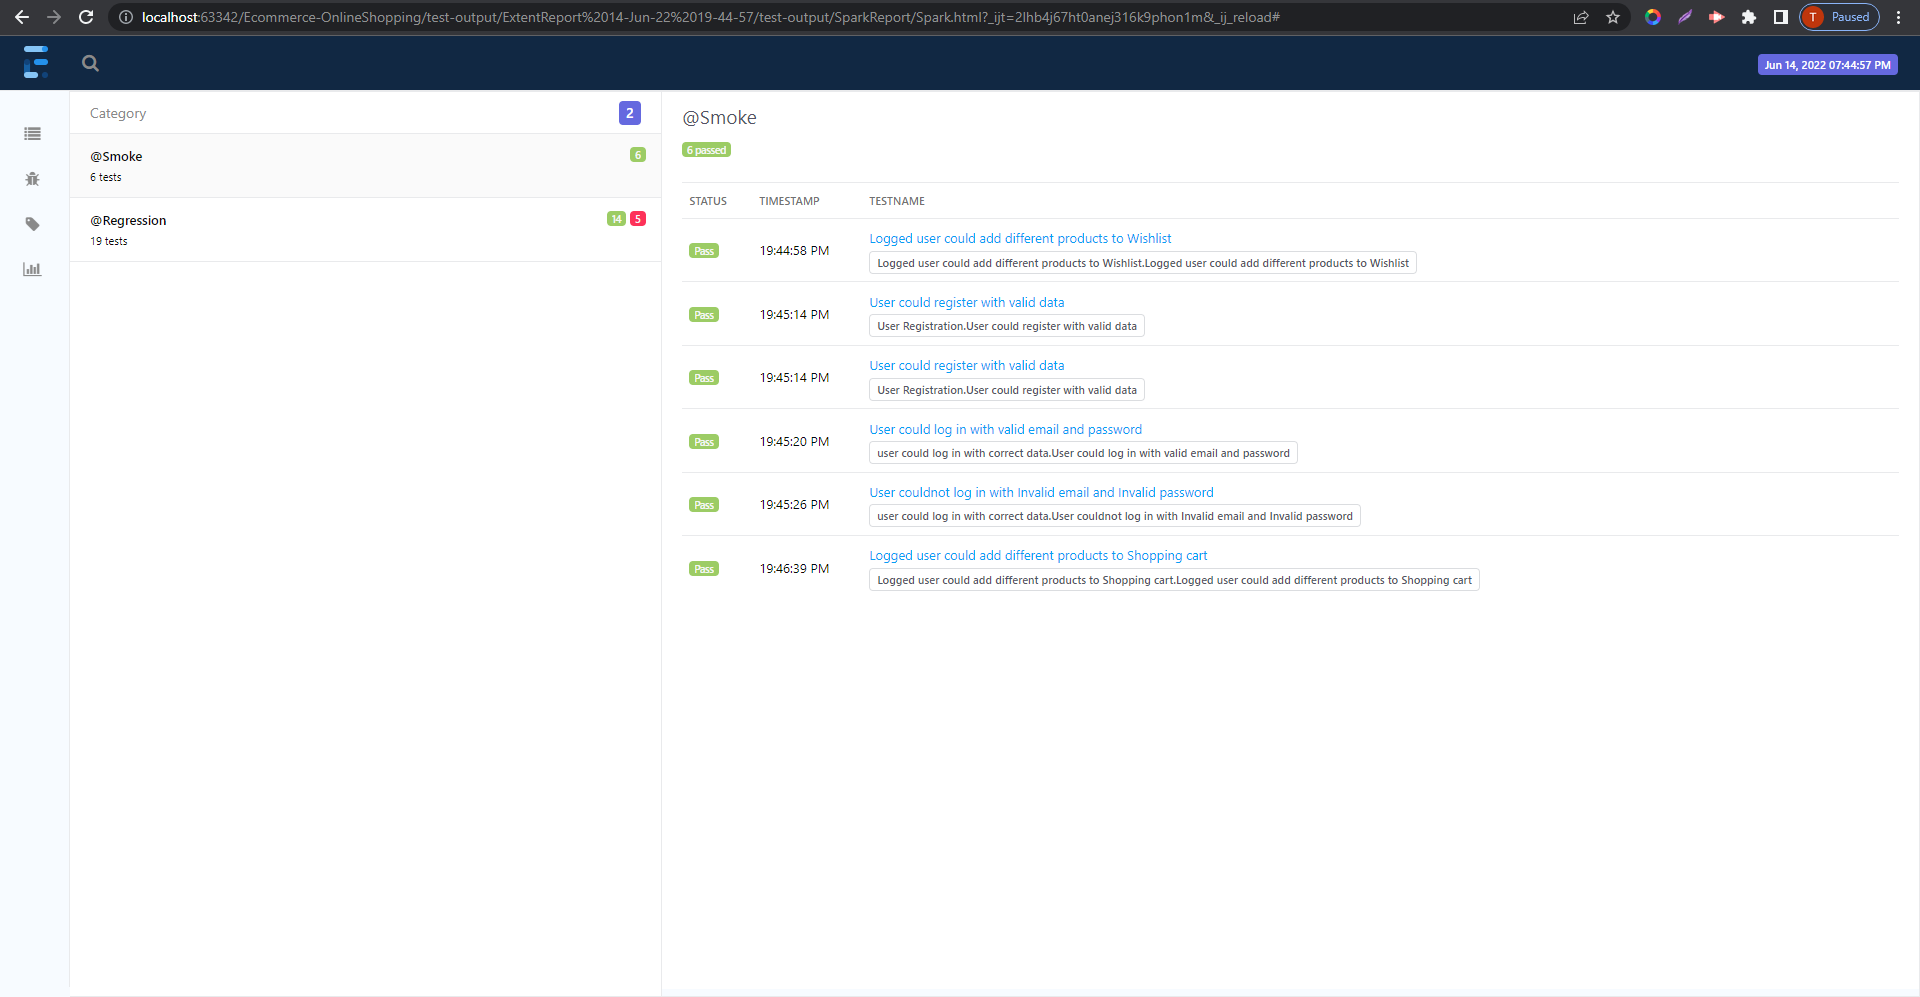 localhost:63342/Ecommerce-OnlineShopping/test-output/ExtentReport%2014-Jun-22%2019-44-57/test-output/SparkReport/Spark.html?_ijt=2lhb4j67ht0anej316k9phon1m&_ij_reload#
T Paused
Jun 14, 2022 07:44:57 PM
Category 2
@Smoke 6
6 tests
@Regression 14 5
19 tests
@Smoke
6 passed
STATUS TIMESTAMP TESTNAME
Pass 19:44:58 PM Logged user could add different products to Wishlist
Logged user could add different products to Wishlist.Logged user could add different products to Wishlist
Pass 19:45:14 PM User could register with valid data
User Registration.User could register with valid data
Pass 19:45:14 PM User could register with valid data
User Registration.User could register with valid data
Pass 19:45:20 PM User could log in with valid email and password
user could log in with correct data.User could log in with valid email and password
Pass 19:45:26 PM User couldnot log in with Invalid email and Invalid password
user could log in with correct data.User couldnot log in with Invalid email and Invalid password
Pass 19:46:39 PM Logged user could add different products to Shopping cart
Logged user could add different products to Shopping cart.Logged user could add different products to Shopping cart